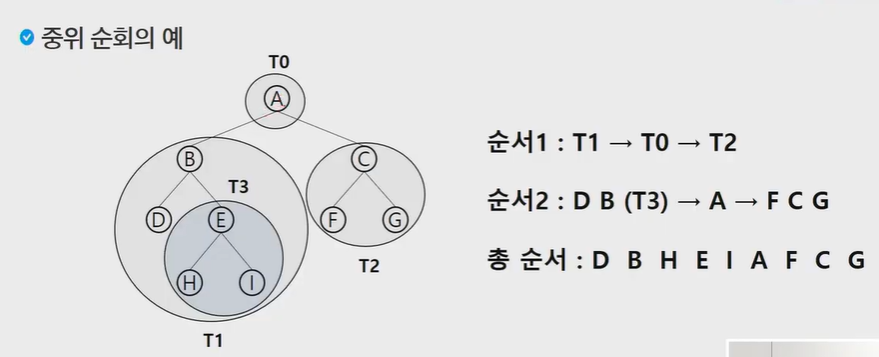 중위 순회의 예
T0
A
B
C
T3
D
E
F
G
H
I
T2
T1
순서1 : T1 → T0 → T2
순서2 : D B (T3) → A → F C G
총 순서 : D B H E I A F C G